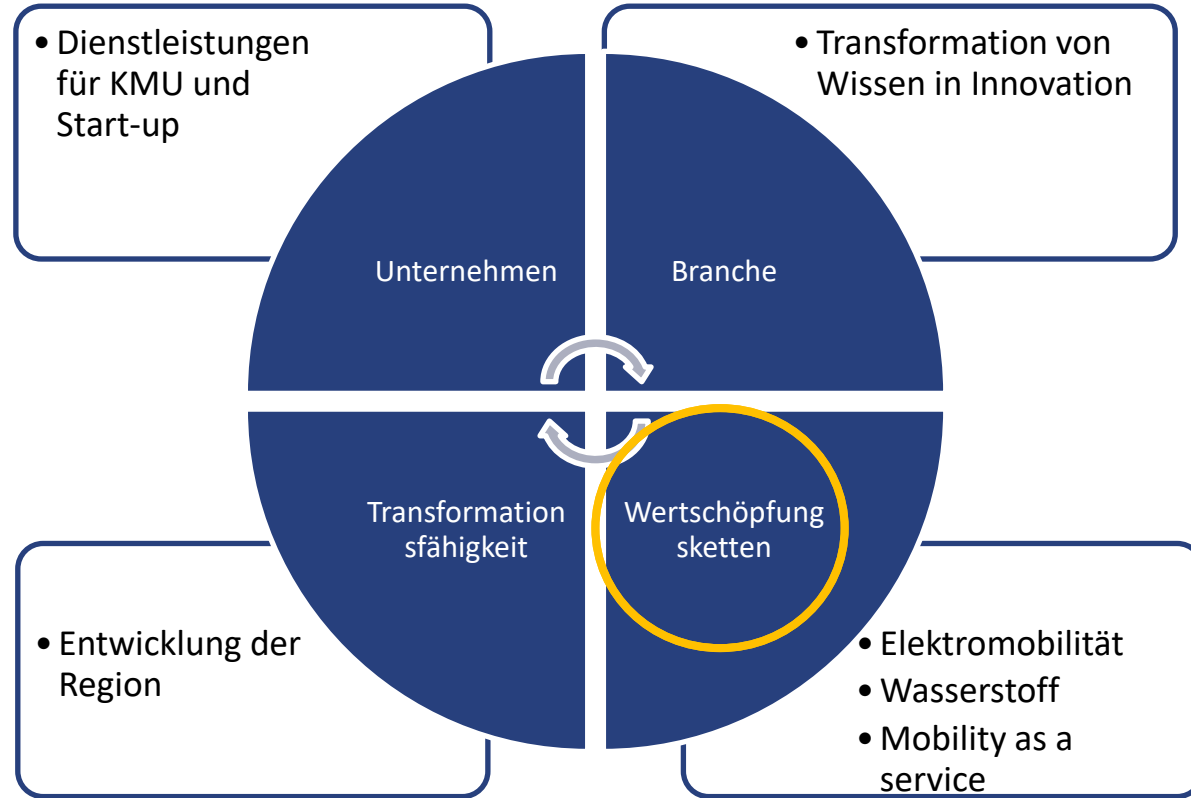 • Dienstleistungen
für KMU und
Start-up
• Transformation von
Wissen in Innovation
Unternehmen
Branche
Transformation
sfähigkeit
Wertschöpfung
sketten
• Entwicklung der
Region
• Elektromobilität
• Wasserstoff
• Mobility as a
service